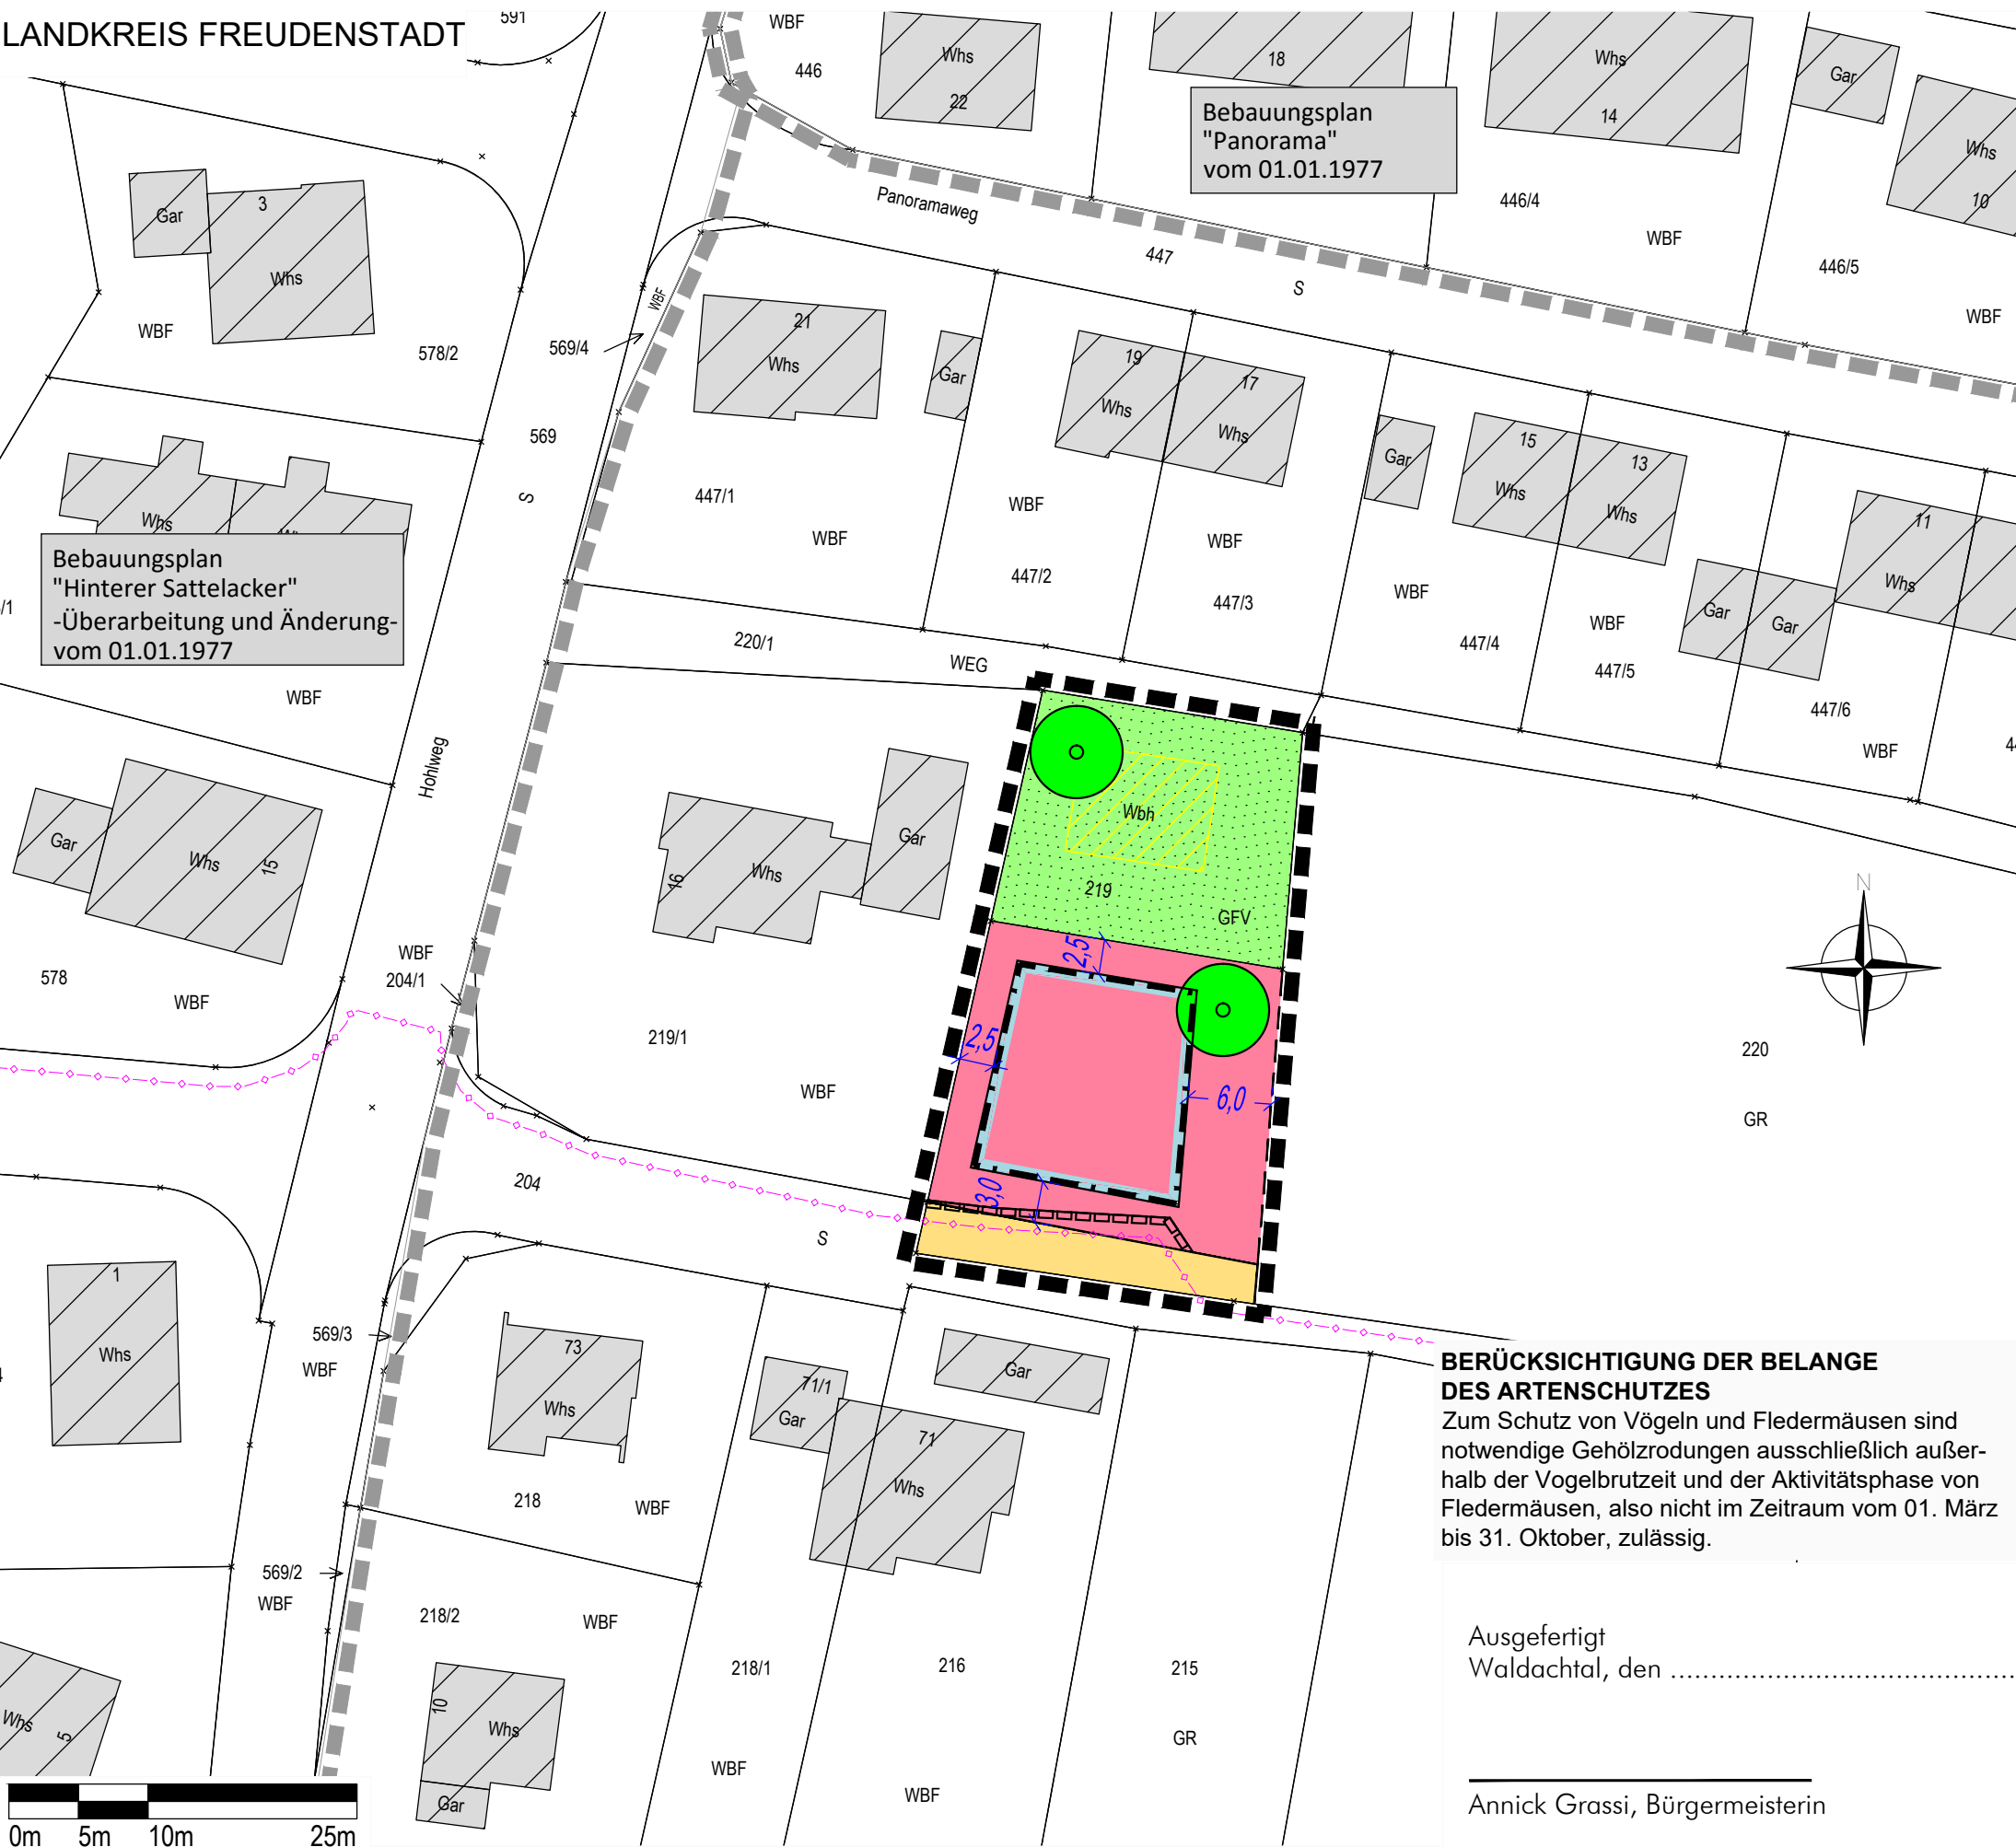 LANDKREIS FREUDENSTADT
591
WBF
446
Whs
22
18
Whs
14
Gar
Whs
10
Bebauungsplan
"Panorama"
vom 01.01.1977
Gar
3
Whs
WBF
578/2
Panoramaweg
447
S
446/4
WBF
446/5
WBF
WBF
569/4
569
S
21
Whs
Gar
19
Whs
17
Whs
Gar
15
Whs
13
Whs
11
Whs
Gar
Gar
447/1
WBF
WBF
447/2
WBF
447/3
WBF
447/4
WBF
447/5
447/6
WBF
Whs
Bebauungsplan
"Hinterer Sattelacker"
-Überarbeitung und Änderung-
vom 01.01.1977
/1
WBF
220/1
WEG
Hohlweg
Gar
Whs
15
16
Whs
Gar
Wbh
219
GFV
N
578
WBF
WBF
204/1
219/1
WBF
2,5
2,5
6,0
3,0
220
GR
204
S
1
Whs
569/3
WBF
73
Whs
71/1
Gar
71
Whs
Gar
218
WBF
569/2
WBF
218/2
WBF
218/1
WBF
216
WBF
215
GR
10
Whs
Gar
Whs
5
BERÜCKSICHTIGUNG DER BELANGE
DES ARTENSCHUTZES
Zum Schutz von Vögeln und Fledermäusen sind
notwendige Gehölzrodungen ausschließlich außer-
halb der Vogelbrutzeit und der Aktivitätsphase von
Fledermäusen, also nicht im Zeitraum vom 01. März
bis 31. Oktober, zulässig.
Ausgefertigt
Waldachtal, den ..........................................
Annick Grassi, Bürgermeisterin
0m 5m 10m 25m